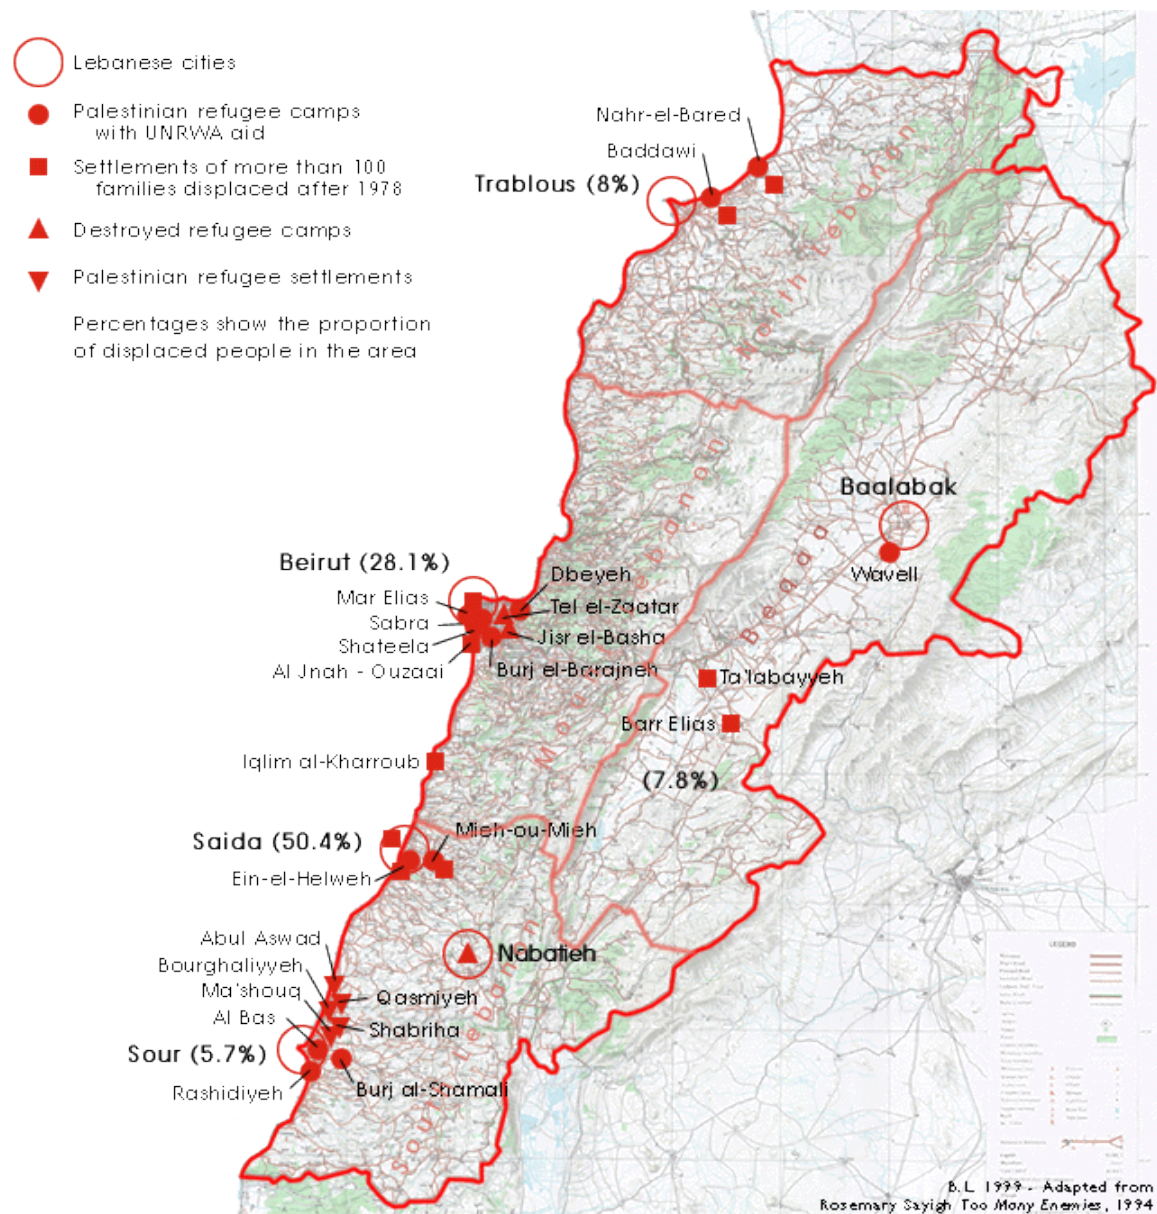 Lebanese cities
Palestinian refugee camps
with UNRWA aid
Settlements of more than 100
families displaced after 1978
Destroyed refugee camps
Palestinian refugee settlements
Percentages show the proportion
of displaced people in the area
Nahr-el-Bared
Baddawi
Trablous (8%)
North Lebanon
Baalabak
Wavell
Beqaa
Beirut (28.1%)
Dbeyeh
Mar Elias
Tel el-Zaatar
Sabra
Jisr el-Basha
Shateela
Al Jnah - Ouzaai
Burj el-Barajneh
Ta'labayyeh
Barr Elias
Iqlim al-Kharroub
(7.8%)
Saida (50.4%)
Mieh-ou-Mieh
Ein-el-Helweh
Abul Aswad
Nabatieh
Bourghaliyyeh
Ma'shouq
Qasmiyeh
Al Bas
Shabriha
Sour (5.7%)
Rashidiyeh
Burj al-Shamali
South Lebanon
LEGEND
B.L. 1999 - Adapted from
Rosemary Sayigh Too Many Enemies, 1994